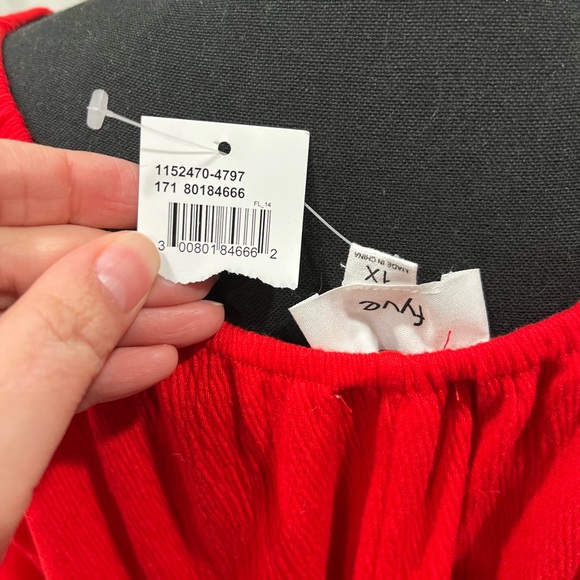 1152470-4797
171 80184666
FL_14
3 00801 84666 2
MADE IN CHINA
1X
fyve